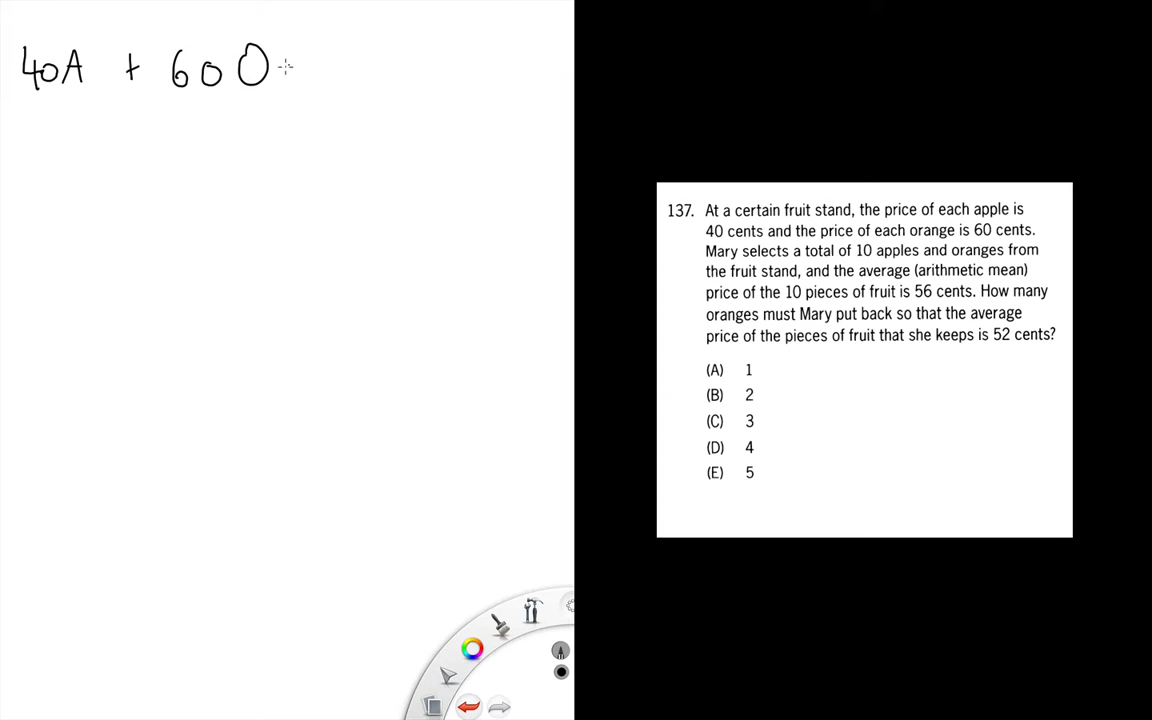 40A + 60 O
137. At a certain fruit stand, the price of each apple is
40 cents and the price of each orange is 60 cents.
Mary selects a total of 10 apples and oranges from
the fruit stand, and the average (arithmetic mean)
price of the 10 pieces of fruit is 56 cents. How many
oranges must Mary put back so that the average
price of the pieces of fruit that she keeps is 52 cents?
(A) 1
(B) 2
(C) 3
(D) 4
(E) 5